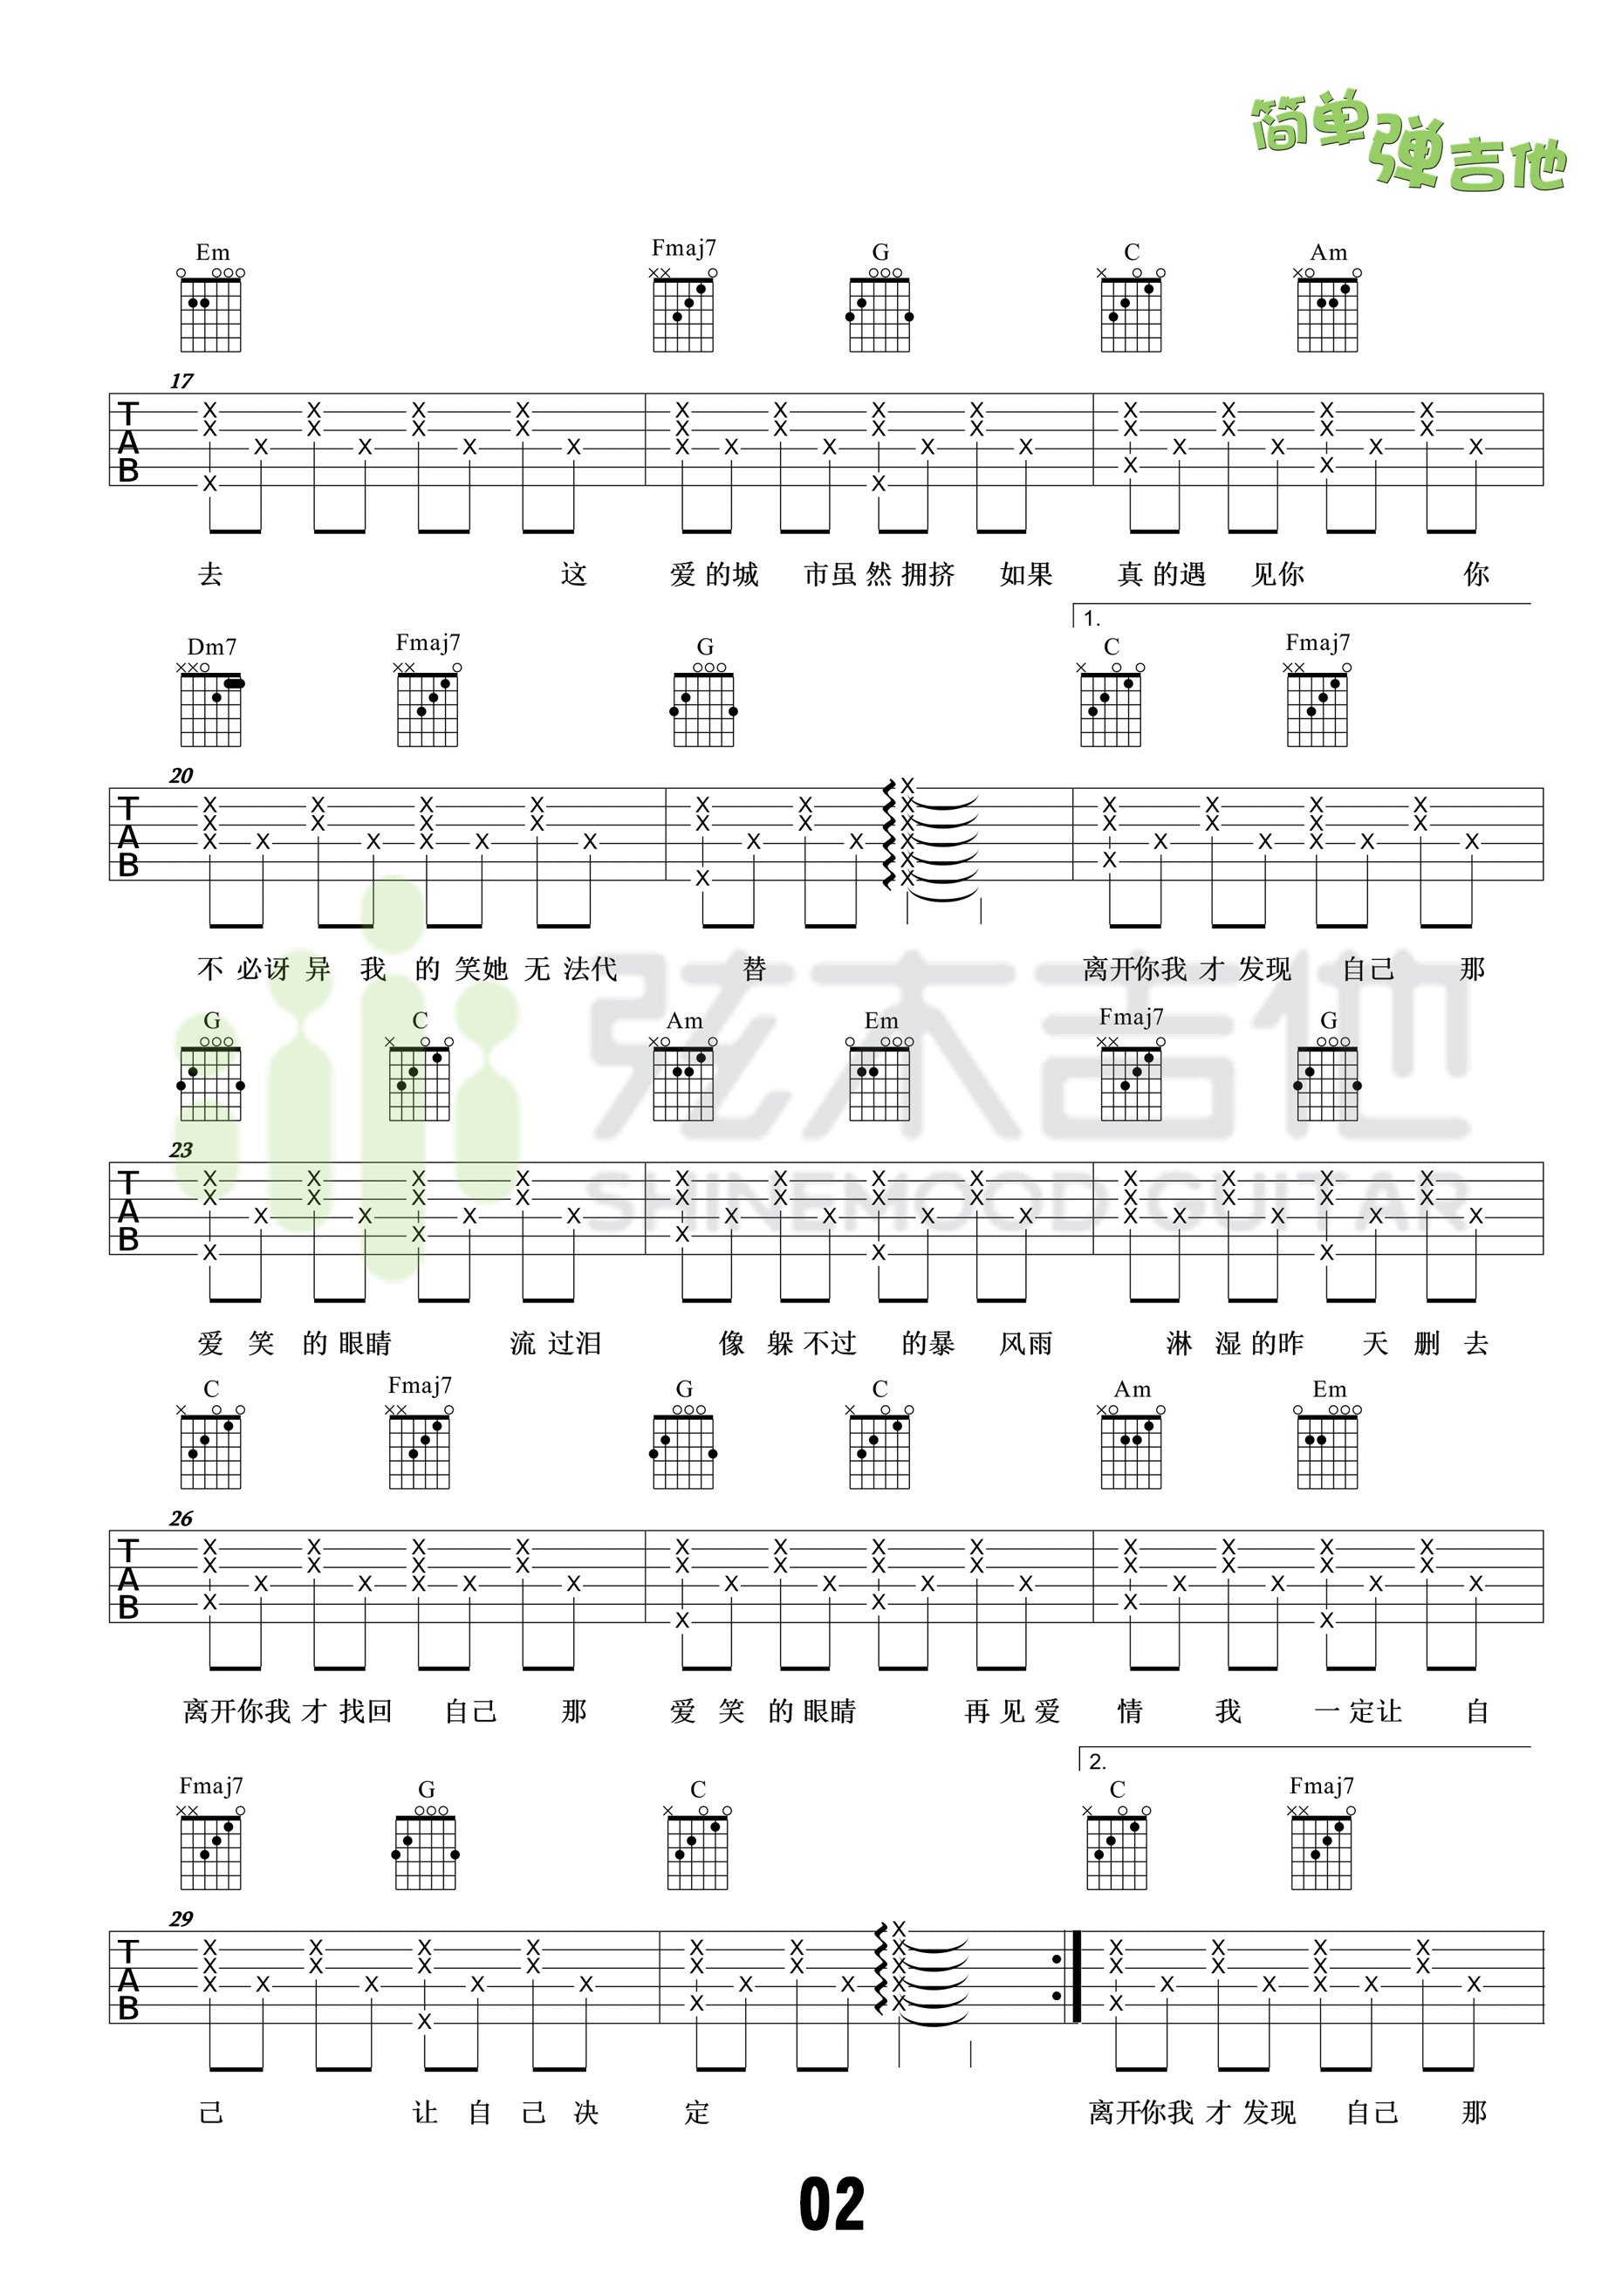 简单弹吉他
Em Fmaj7 G C Am
17
T X X X X X X X X X X X X
A X X X X X X X X X X X X X X X X X X X X X X X X X
B X X X X
去 这 爱 的城 市虽 然 拥挤 如果 真 的遇 见你 你
1.
Dm7 Fmaj7 G C Fmaj7
20
TAB
不 必讶 异 我 的 笑她 无 法代 替 离开你我 才 发现 自己 那
弦木吉他
G C Am Em Fmaj7 G
23
TAB
SHINEMOOD GUITAR
爱 笑 的 眼睛 流 过泪 像 躲 不过 的暴 风雨 淋 湿 的昨 天 删 去
C Fmaj7 G C Am Em
26
TAB
离开你我 才 找回 自己 那 爱 笑 的 眼睛 再 见 爱 情 我 一 定让 自
2.
Fmaj7 G C C Fmaj7
29
TAB
己 让 自 己 决 定 离开你我 才 发现 自己 那
02